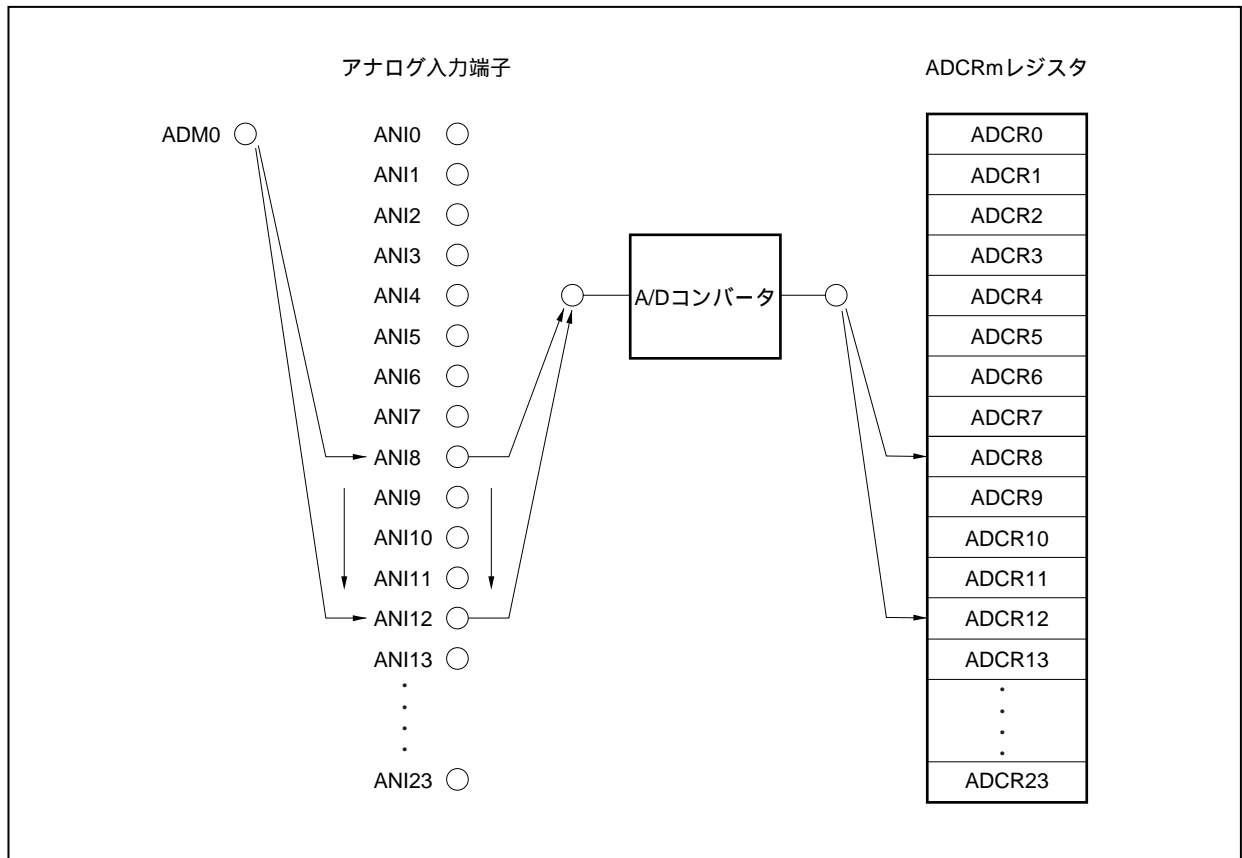 アナログ入力端子
ADCRmレジスタ
ADM0
ANI0
ANI1
ANI2
ANI3
ANI4
ANI5
ANI6
ANI7
ANI8
ANI9
ANI10
ANI11
ANI12
ANI13
・
・
・
・
ANI23
A/Dコンバータ
ADCR0
ADCR1
ADCR2
ADCR3
ADCR4
ADCR5
ADCR6
ADCR7
ADCR8
ADCR9
ADCR10
ADCR11
ADCR12
ADCR13
・
・
・
・
ADCR23